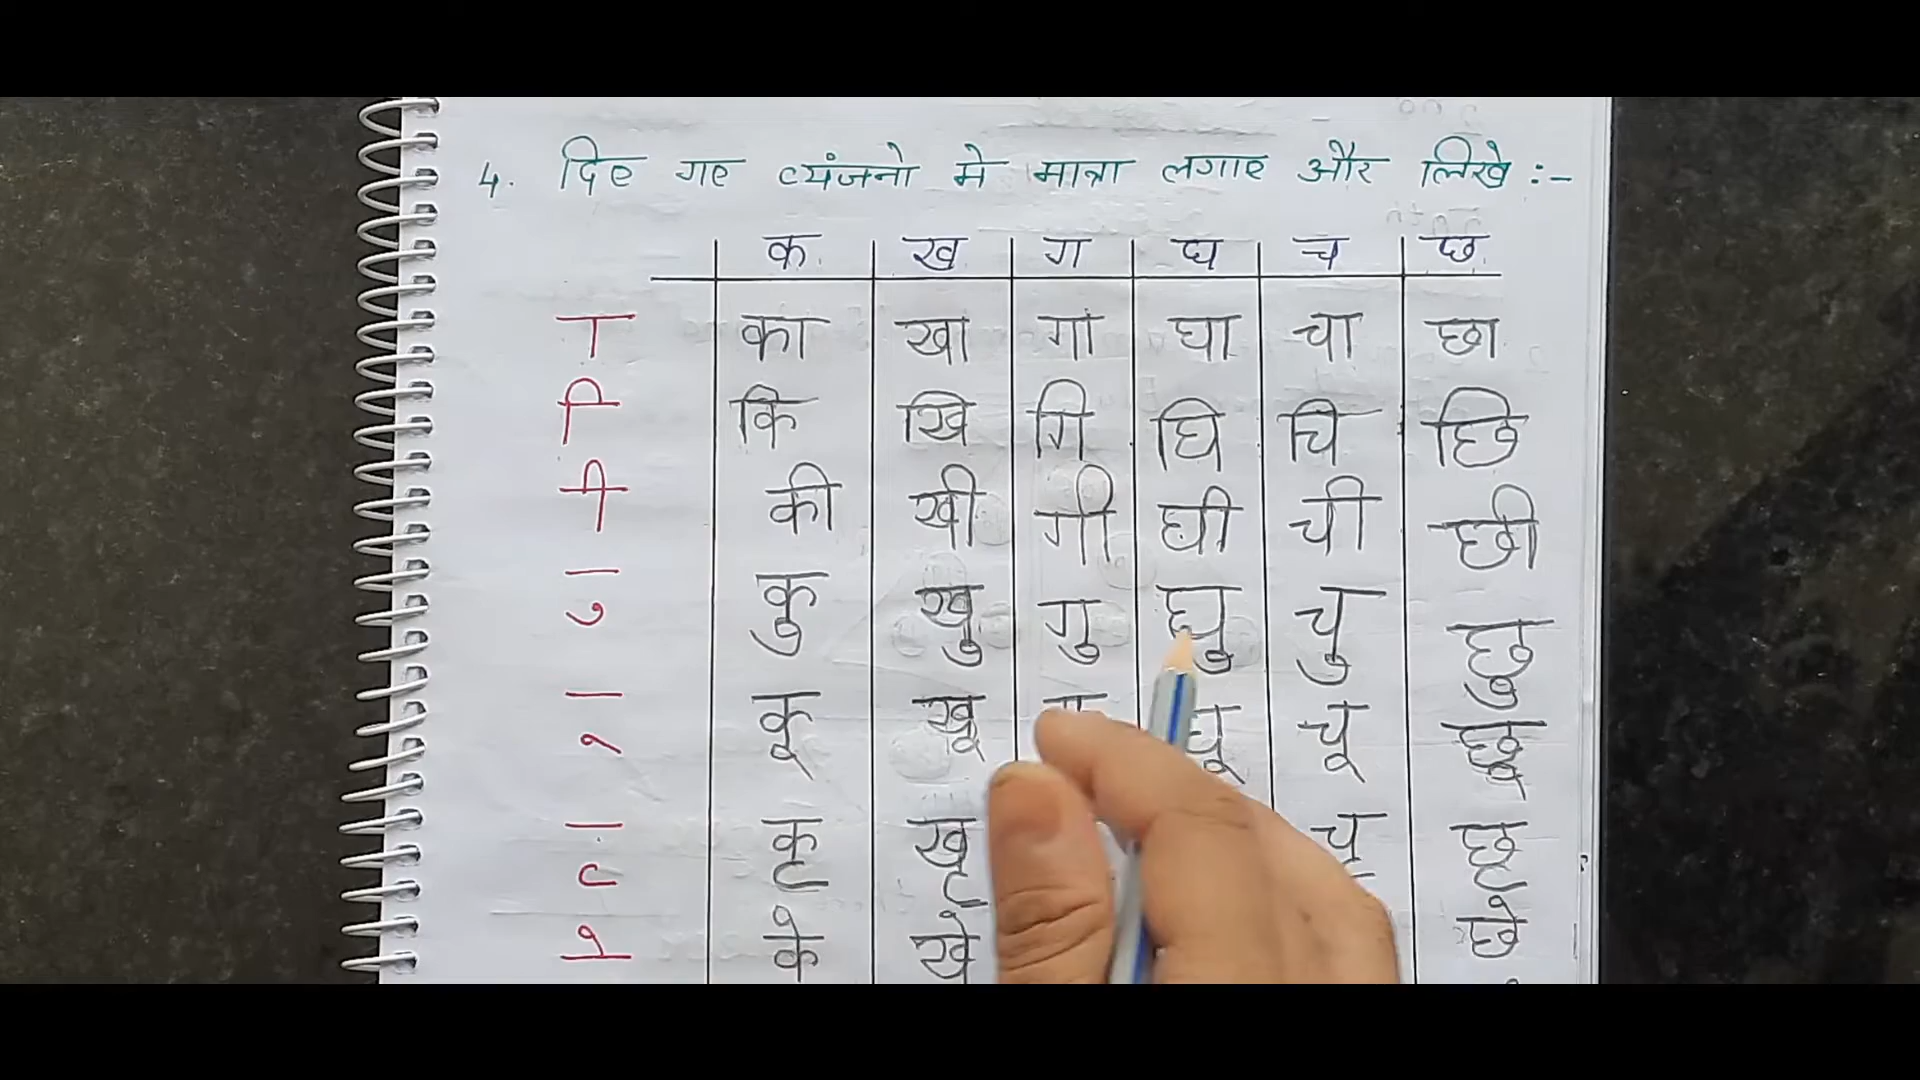 4. दिए गए व्यंजनो मे मात्रा लगाए और लिखे :-
क ख ग घ च छ
ा का खा गा घा चा छा
ि कि खि गि घि चि छि
ी की खी गी घी ची छी
ु कु खु गु घु चु छु
ू कू खू घू चू छू
ृ कृ खृ चृ छृ
े के खे छे